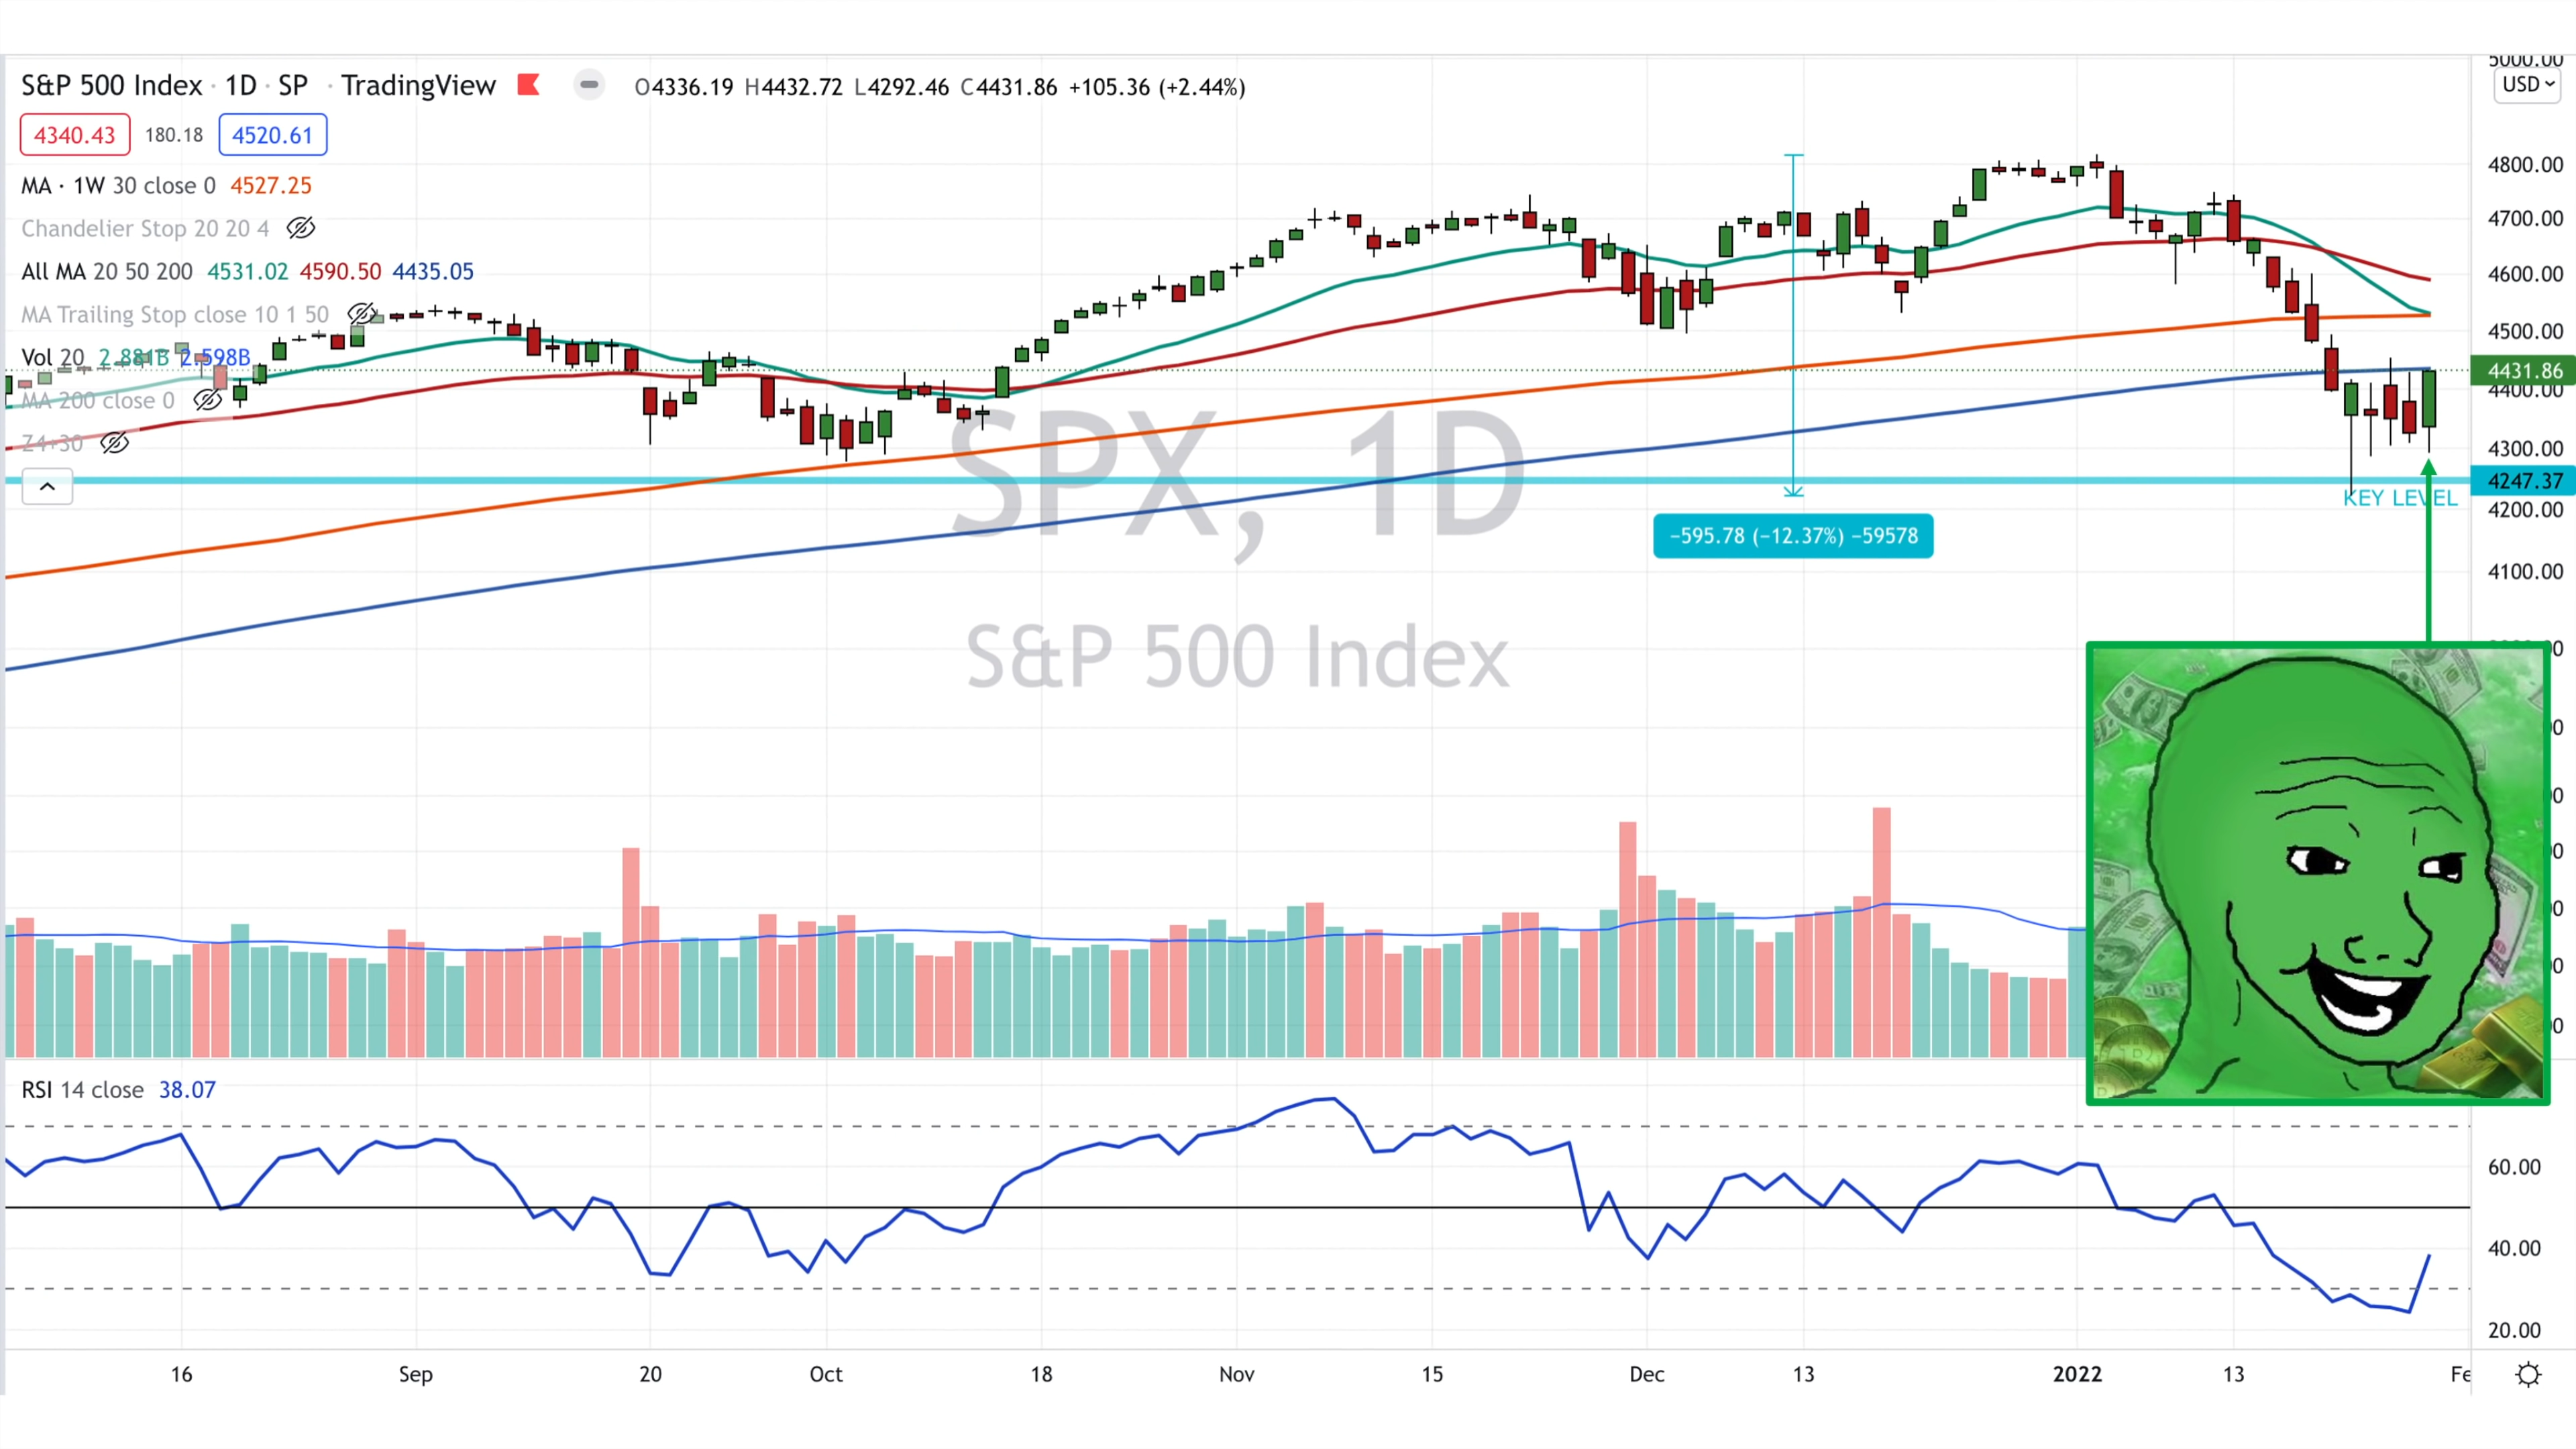 S&P 500 Index · 1D · SP · TradingView O4336.19 H4432.72 L4292.46 C4431.86 +105.36 (+2.44%)
4340.43 180.18 4520.61
MA · 1W 30 close 0 4527.25
Chandelier Stop 20 20 4
All MA 20 50 200 4531.02 4590.50 4435.05
MA Trailing Stop close 10 1 50
Vol 20 2.881B 2.598B
MA 200 close 0
5000.00
USD
4800.00
4700.00
4600.00
4500.00
4431.86
4400.00
4300.00
4247.37
4200.00
4100.00
KEY LEVEL
−595.78 (−12.37%) −59578
SPX, 1D
S&P 500 Index
RSI 14 close 38.07
60.00
40.00
20.00
16 Sep 20 Oct 18 Nov 15 Dec 13 2022 13